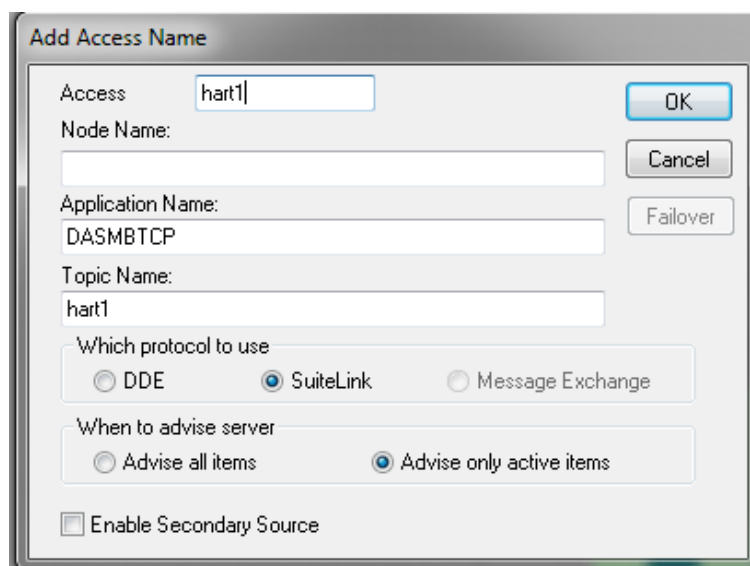 Add Access Name
Access hart1 OK
Node Name:
Cancel
Application Name:
Failover
DASMBTCP
Topic Name:
hart1
Which protocol to use
DDE SuiteLink Message Exchange
When to advise server
Advise all items Advise only active items
Enable Secondary Source